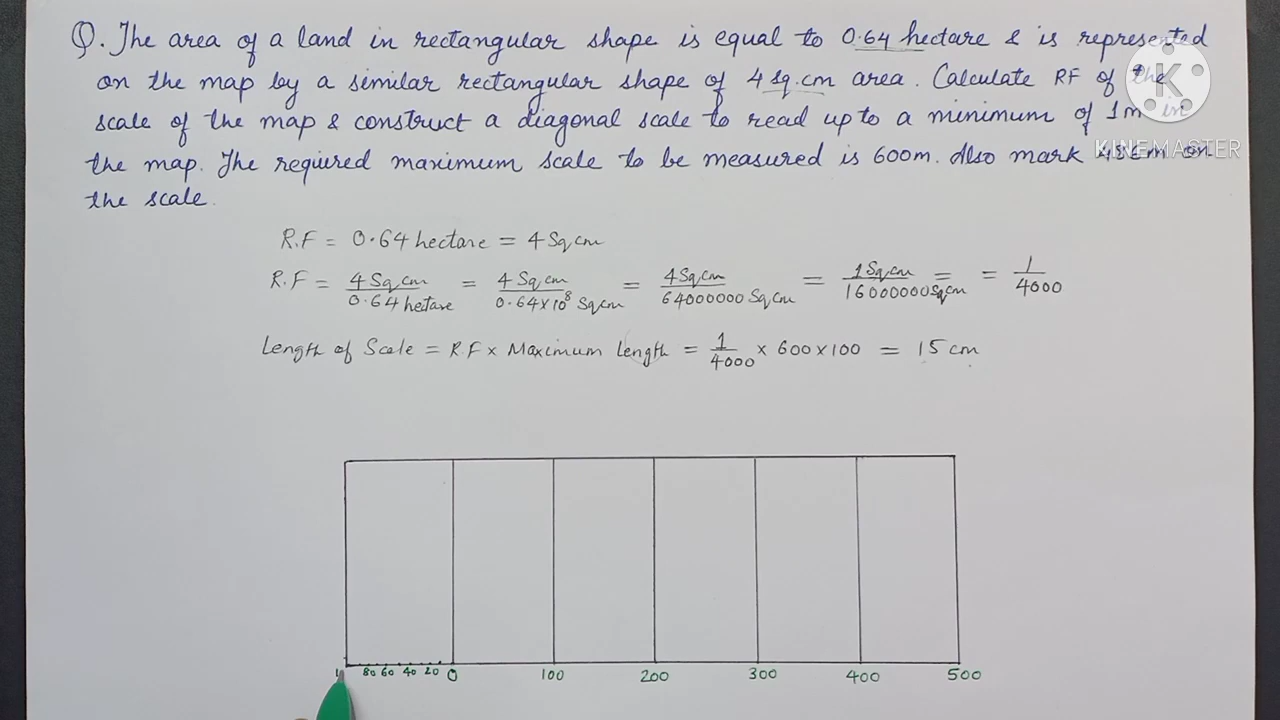 Q. The area of a land in rectangular shape is equal to 0.64 hectare & is represented
on the map by a similar rectangular shape of 4 sq.cm area. Calculate RF of the
scale of the map & construct a diagonal scale to read up to a minimum of 1m in
the map. The required maximum scale to be measured is 600m. Also mark on
the scale.
K
KINEMASTER
R.F = 0.64 hectare = 4 Sq cm
R.F = 4 Sq cm / 0.64 hectare = 4 Sq cm / 0.64 x 10⁸ Sq cm = 4 Sq cm / 64000000 Sq cm = 1 Sq cm / 16000000 Sq cm = = 1 / 4000
Length of Scale = R.F x Maximum Length = 1 / 4000 x 600 x 100 = 15 cm
80 60 40 20 0 100 200 300 400 500